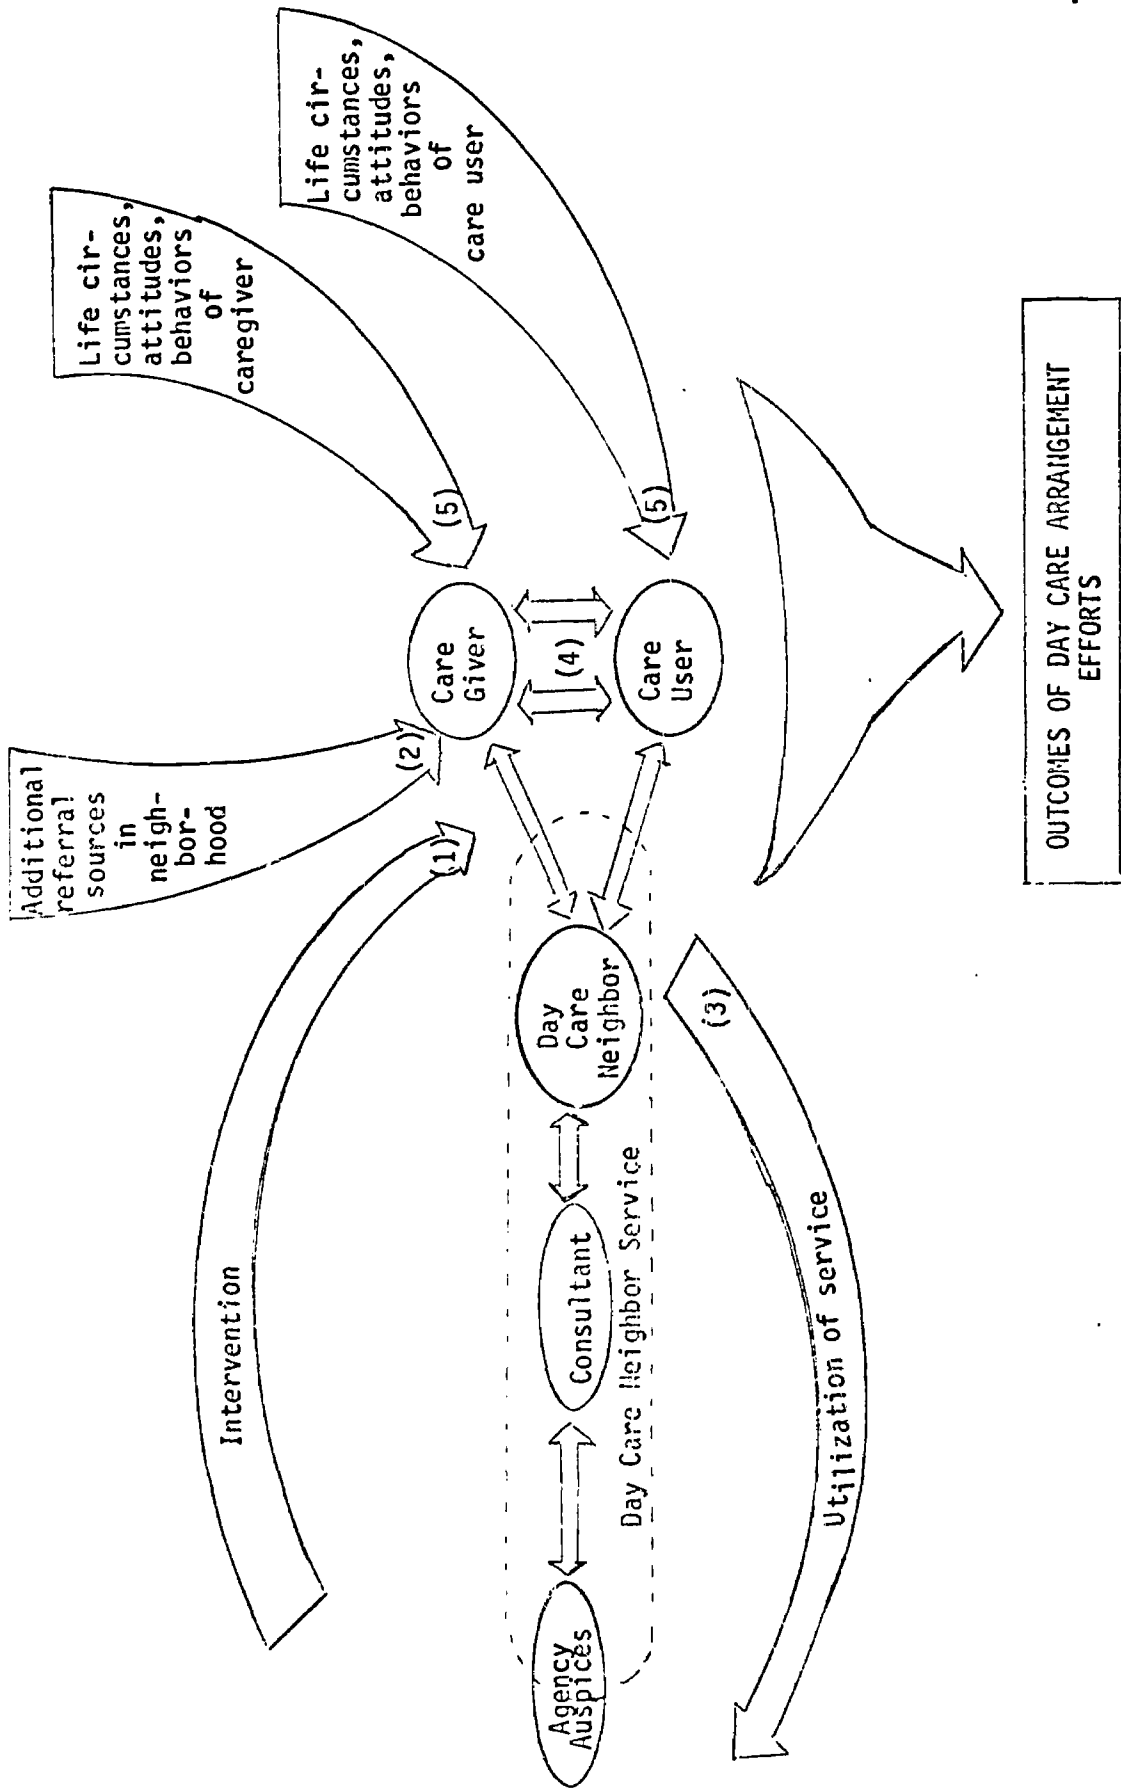 Life cir-
cumstances,
attitudes,
behaviors
of
caregiver
Life cir-
cumstances,
attitudes,
behaviors
of
care user
Additional
referral
sources
in
neigh-
bor-
hood
Intervention
(1)
(2)
(5)
(5)
Care
Giver
(4)
Care
User
Day
Care
Neighbor
Consultant
Agency
Auspices
Day Care Neighbor Service
(3)
Utilization of service
OUTCOMES OF DAY CARE ARRANGEMENT
EFFORTS